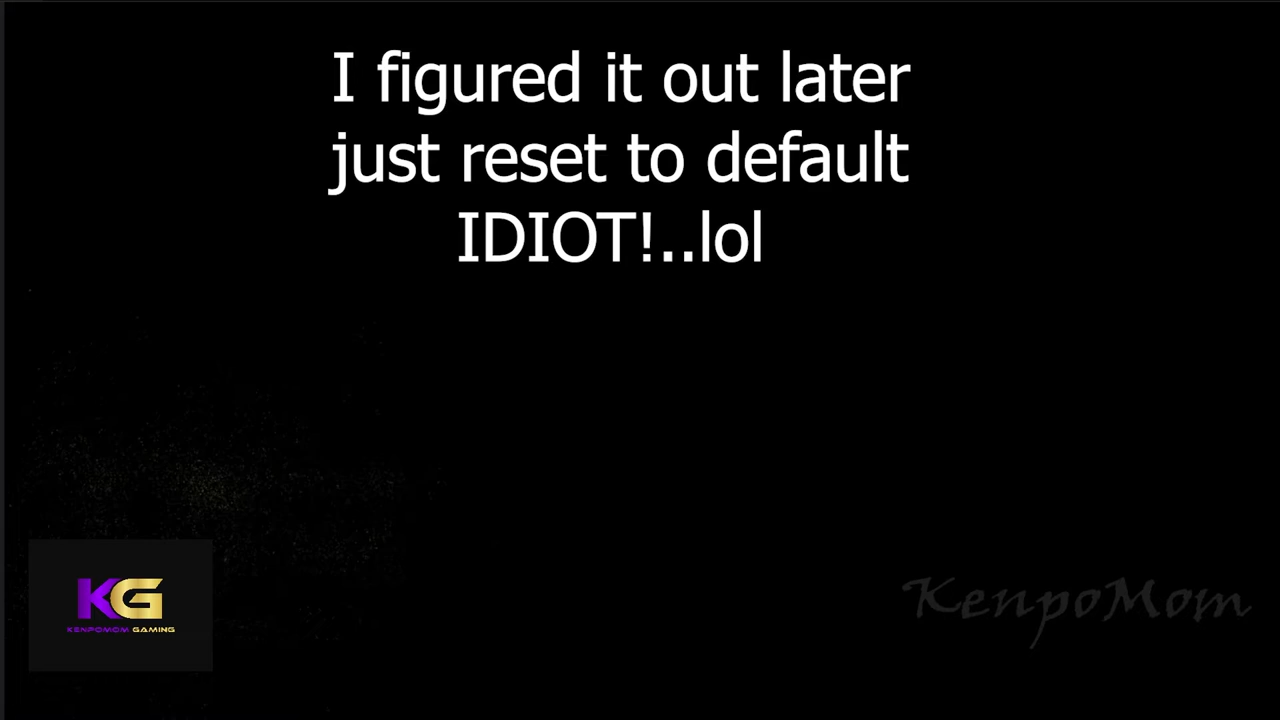 I figured it out later
just reset to default
IDIOT!..lol
KG
KENPOMOM GAMING
KenpoMom